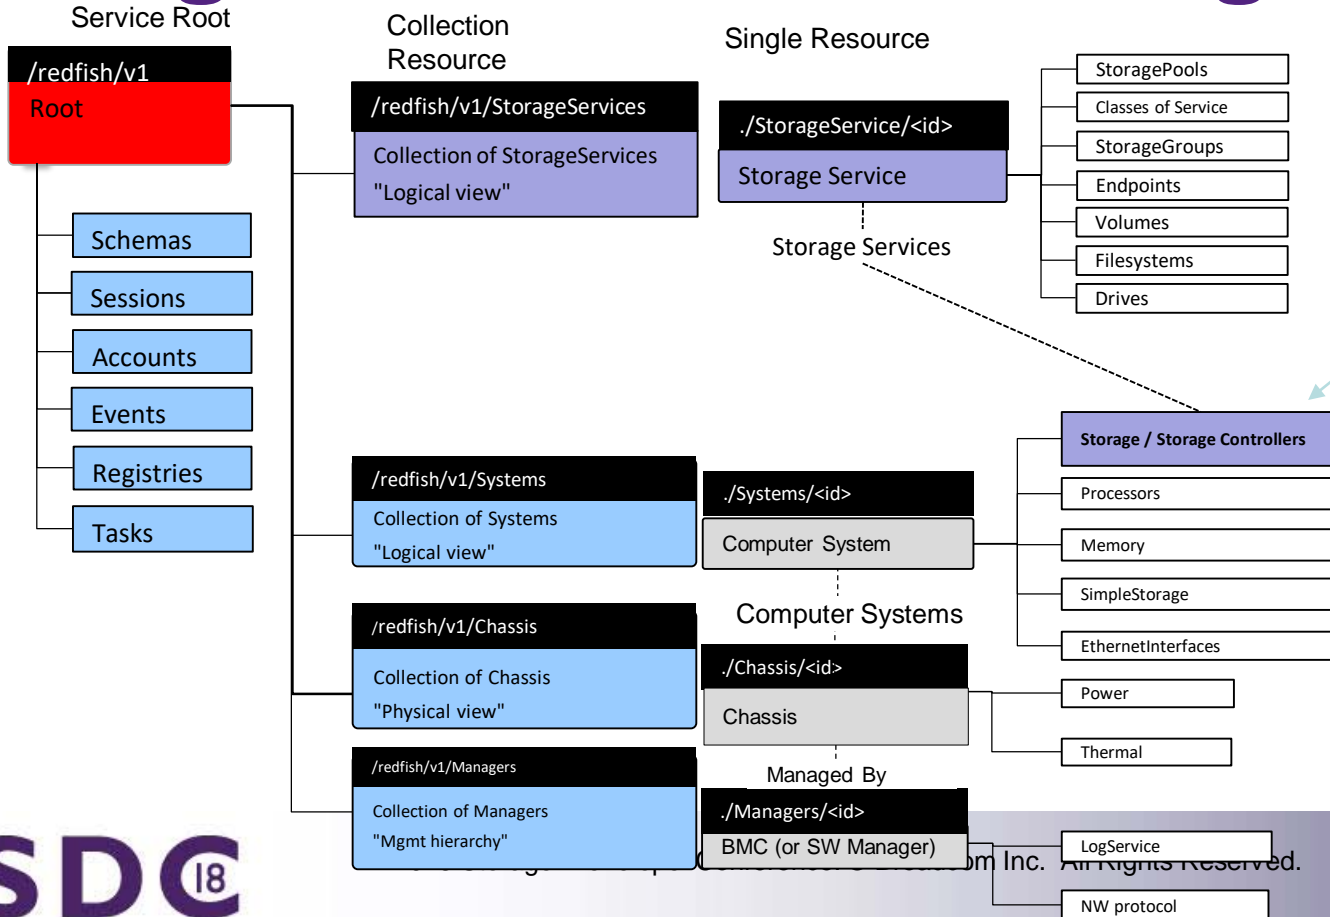 Service Root
Collection
Resource
Single Resource
/redfish/v1
Root
Schemas
Sessions
Accounts
Events
Registries
Tasks
/redfish/v1/StorageServices
Collection of StorageServices
"Logical view"
./StorageService/<id>
Storage Service
Storage Services
StoragePools
Classes of Service
StorageGroups
Endpoints
Volumes
Filesystems
Drives
/redfish/v1/Systems
Collection of Systems
"Logical view"
./Systems/<id>
Computer System
Computer Systems
Storage / Storage Controllers
Processors
Memory
SimpleStorage
EthernetInterfaces
/redfish/v1/Chassis
Collection of Chassis
"Physical view"
./Chassis/<id>
Chassis
Power
Thermal
Managed By
/redfish/v1/Managers
Collection of Managers
"Mgmt hierarchy"
./Managers/<id>
BMC (or SW Manager)
LogService
NW protocol
SDC 18
Inc. All Rights Reserved.